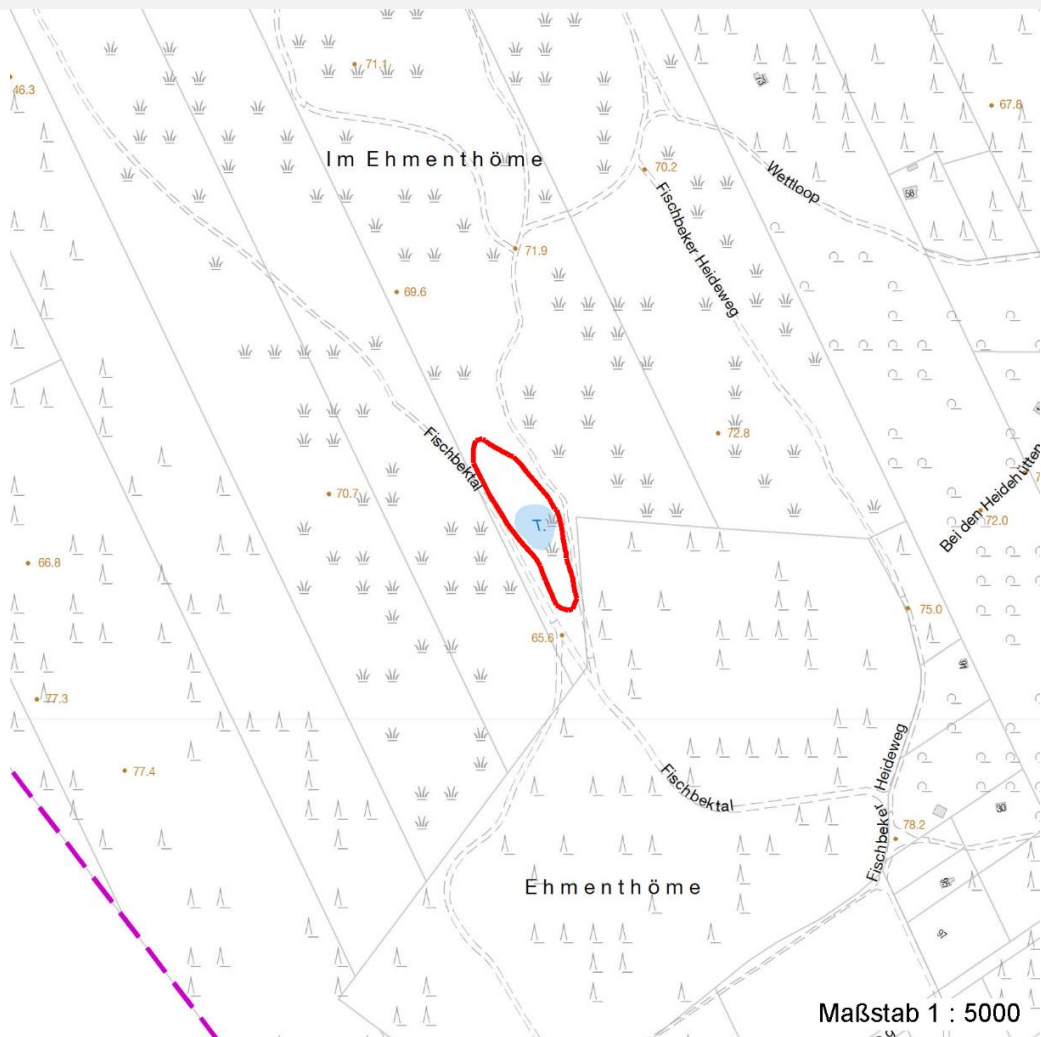 71.1
46.3
73
67.8
Im Ehmenthöme
70.2
Wettloop
58
Fischbeker Heideweg
71.9
69.6
72.8
Fischbektal
70.7
T.
Bei den Heidehütten
72.0
66.8
75.0
65.6
77.3
Fischbeker Heideweg
77.4
Fischbektal
78.2
Ehmenthöme
Maßstab 1 : 5000